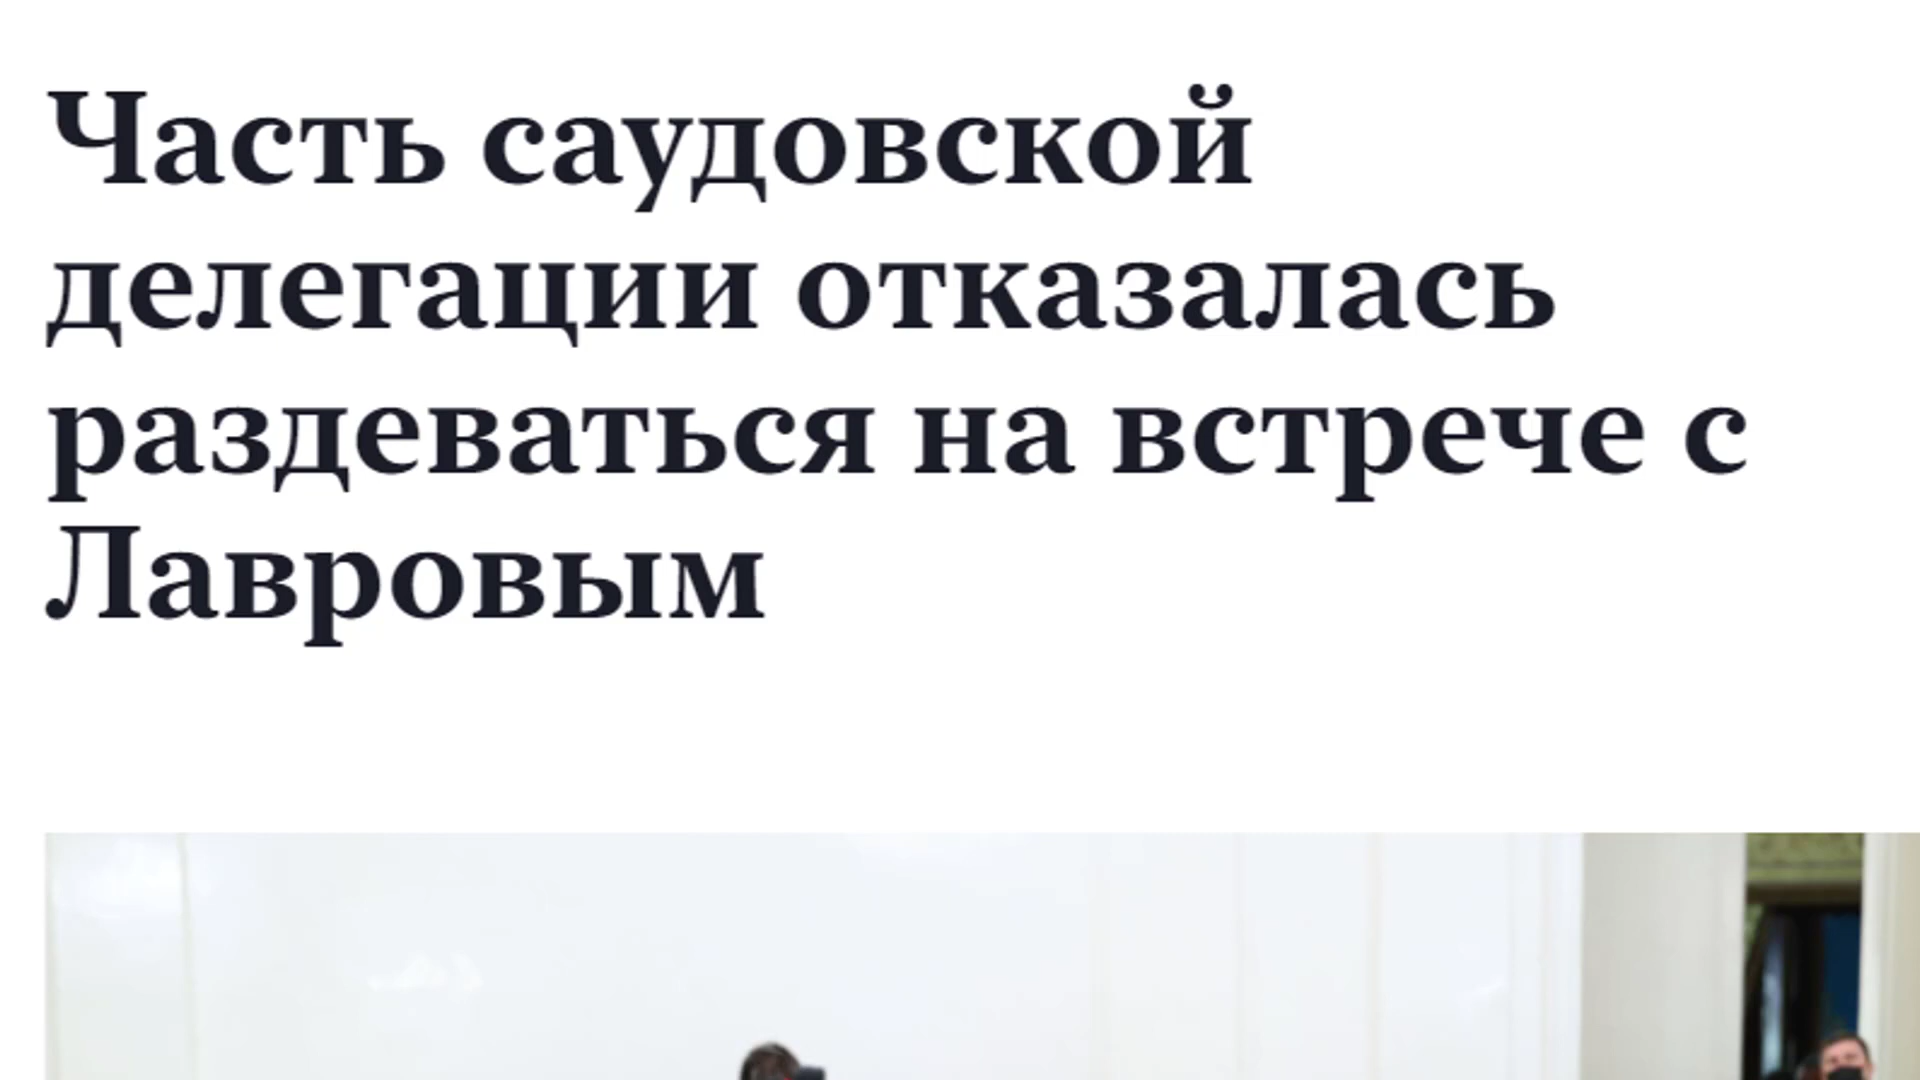 Часть саудовской
делегации отказалась
раздеваться на встрече с
Лавровым